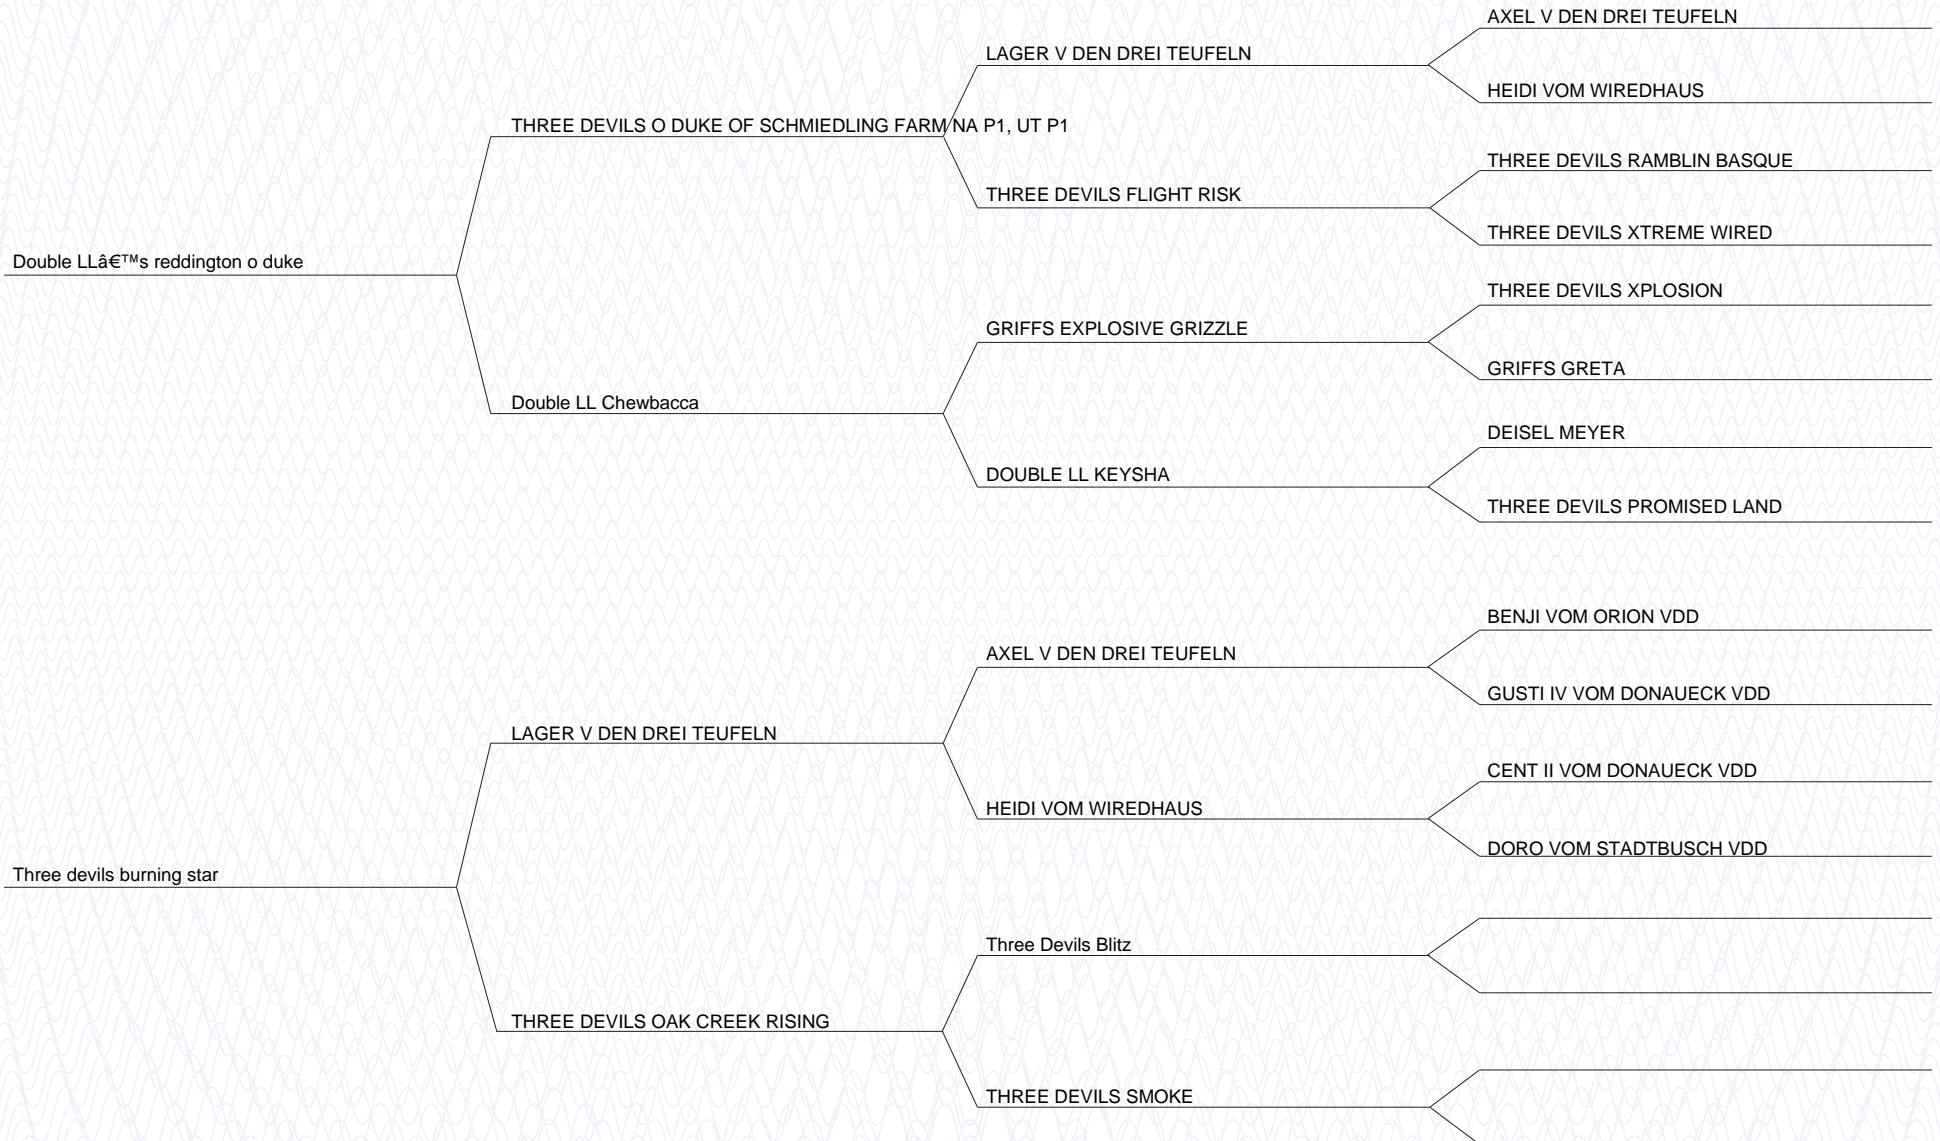 AXEL V DEN DREI TEUFELN
LAGER V DEN DREI TEUFELN
HEIDI VOM WIREDHAUS
THREE DEVILS O DUKE OF SCHMIEDLING FARM NA P1, UT P1
THREE DEVILS RAMBLIN BASQUE
THREE DEVILS FLIGHT RISK
THREE DEVILS XTREME WIRED
Double LLâ€™s reddington o duke
THREE DEVILS XPLOSION
GRIFFS EXPLOSIVE GRIZZLE
GRIFFS GRETA
Double LL Chewbacca
DEISEL MEYER
DOUBLE LL KEYSHA
THREE DEVILS PROMISED LAND
BENJI VOM ORION VDD
AXEL V DEN DREI TEUFELN
GUSTI IV VOM DONAUECK VDD
LAGER V DEN DREI TEUFELN
CENT II VOM DONAUECK VDD
HEIDI VOM WIREDHAUS
DORO VOM STADTBUSCH VDD
Three devils burning star
Three Devils Blitz
THREE DEVILS OAK CREEK RISING
THREE DEVILS SMOKE